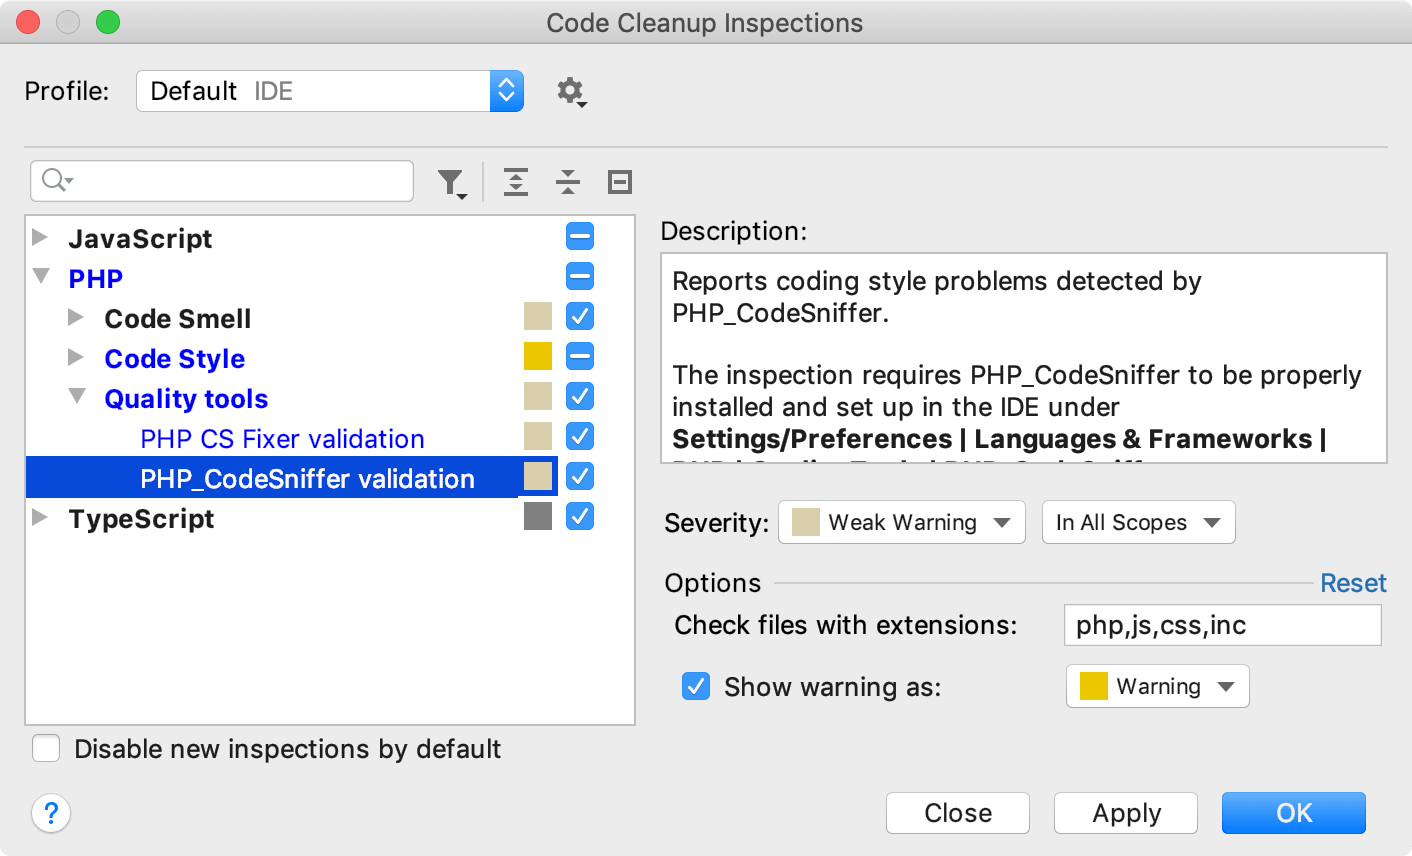 Code Cleanup Inspections
Profile:
Default IDE
JavaScript
PHP
Code Smell
Code Style
Quality tools
PHP CS Fixer validation
PHP_CodeSniffer validation
TypeScript
Disable new inspections by default
Description:
Reports coding style problems detected by
PHP_CodeSniffer.
The inspection requires PHP_CodeSniffer to be properly
installed and set up in the IDE under
Settings/Preferences | Languages & Frameworks |
Severity:
Weak Warning
In All Scopes
Options
Reset
Check files with extensions:
php,js,css,inc
Show warning as:
Warning
?
Close
Apply
OK